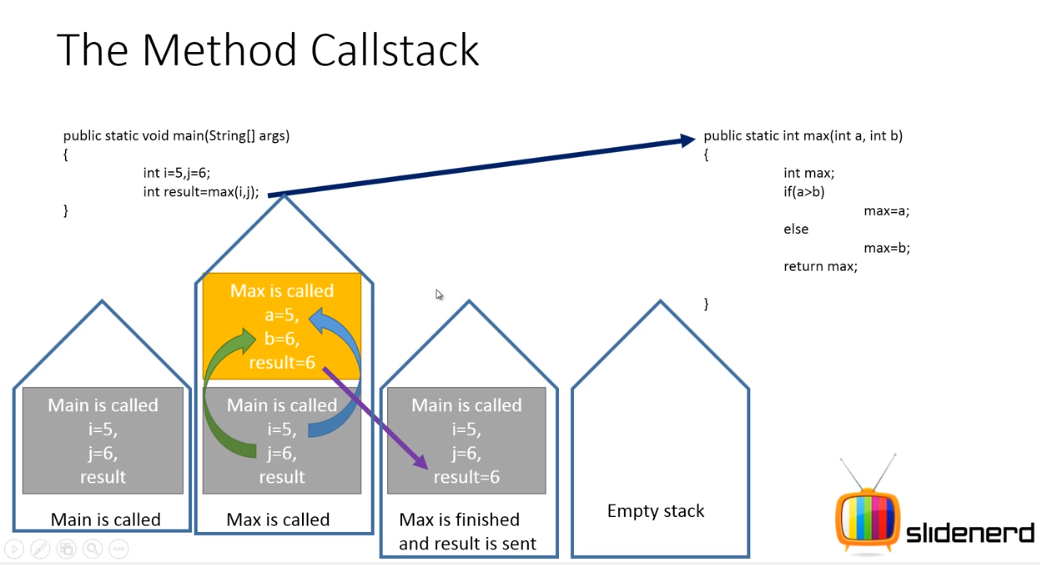 The Method Callstack
public static void main(String[] args)
{
int i=5,j=6;
int result=max(i,j);
}
public static int max(int a, int b)
{
int max;
if(a>b)
max=a;
else
max=b;
return max;
}
Main is called
i=5,
j=6,
result
Main is called
Max is called
a=5,
b=6,
result=6
Main is called
i=5,
j=6,
result
Max is called
Main is called
i=5,
j=6,
result=6
Max is finished
and result is sent
Empty stack
slidenerd